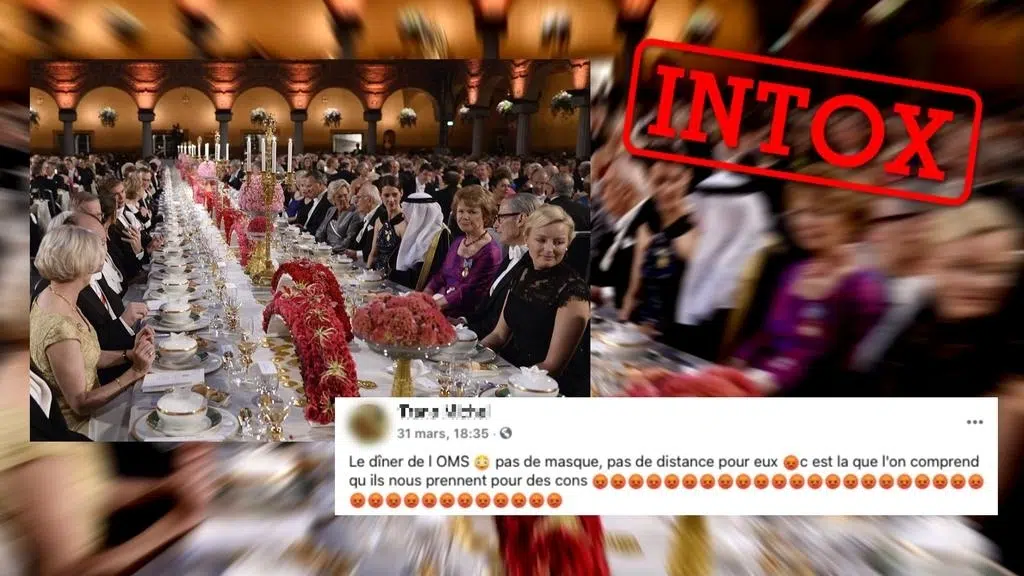 INTOX
31 mars, 18:35
Le dîner de l OMS 😳 pas de masque, pas de distance pour eux 😡c est la que l'on comprend
qu ils nous prennent pour des cons 😡😡😡😡😡😡😡😡😡😡😡😡😡😡😡😡😡😡😡😡😡😡
😡😡😡😡😡😡😡😡😡😡😡😡